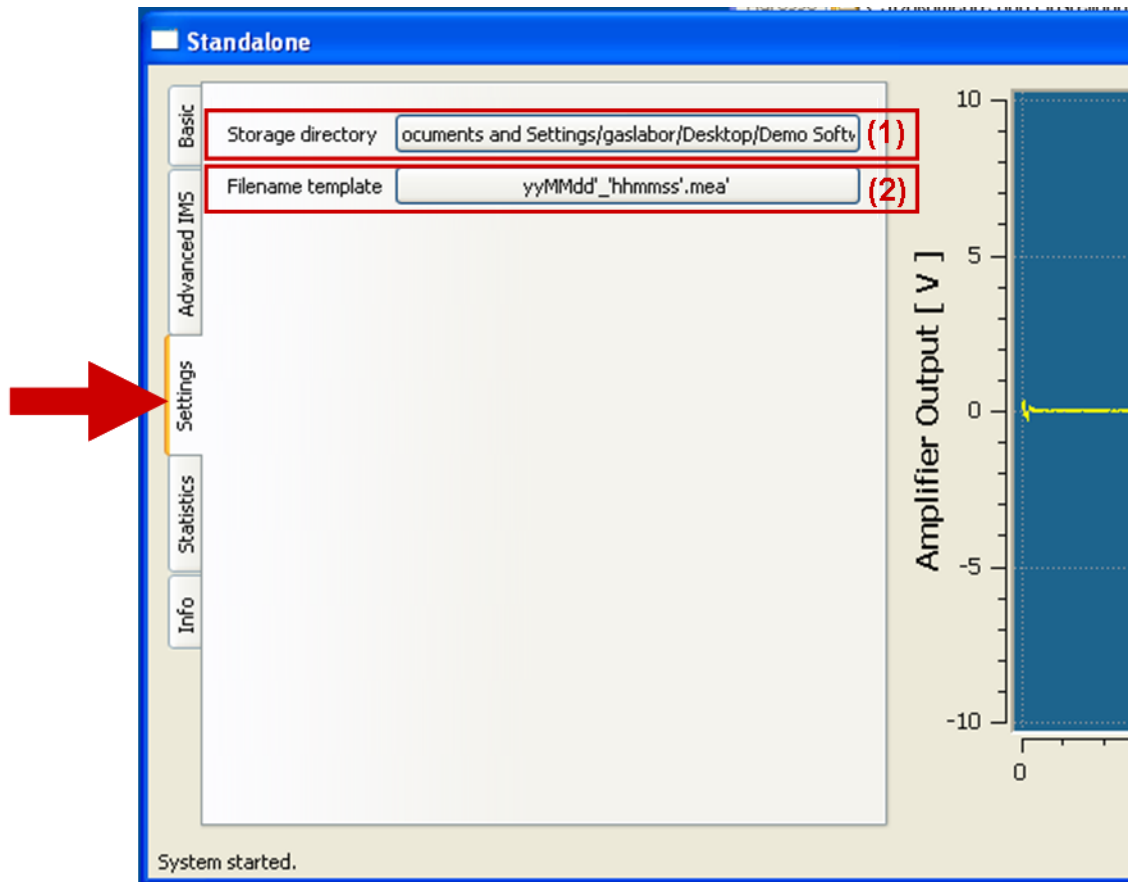 Standalone
Basic
Advanced IMS
Settings
Statistics
Info
Storage directory ocuments and Settings/gaslabor/Desktop/Demo Softw (1)
Filename template yyMMdd'_'hhmmss'.mea' (2)
Amplifier Output [ V ]
10
5
0
-5
-10
0
System started.